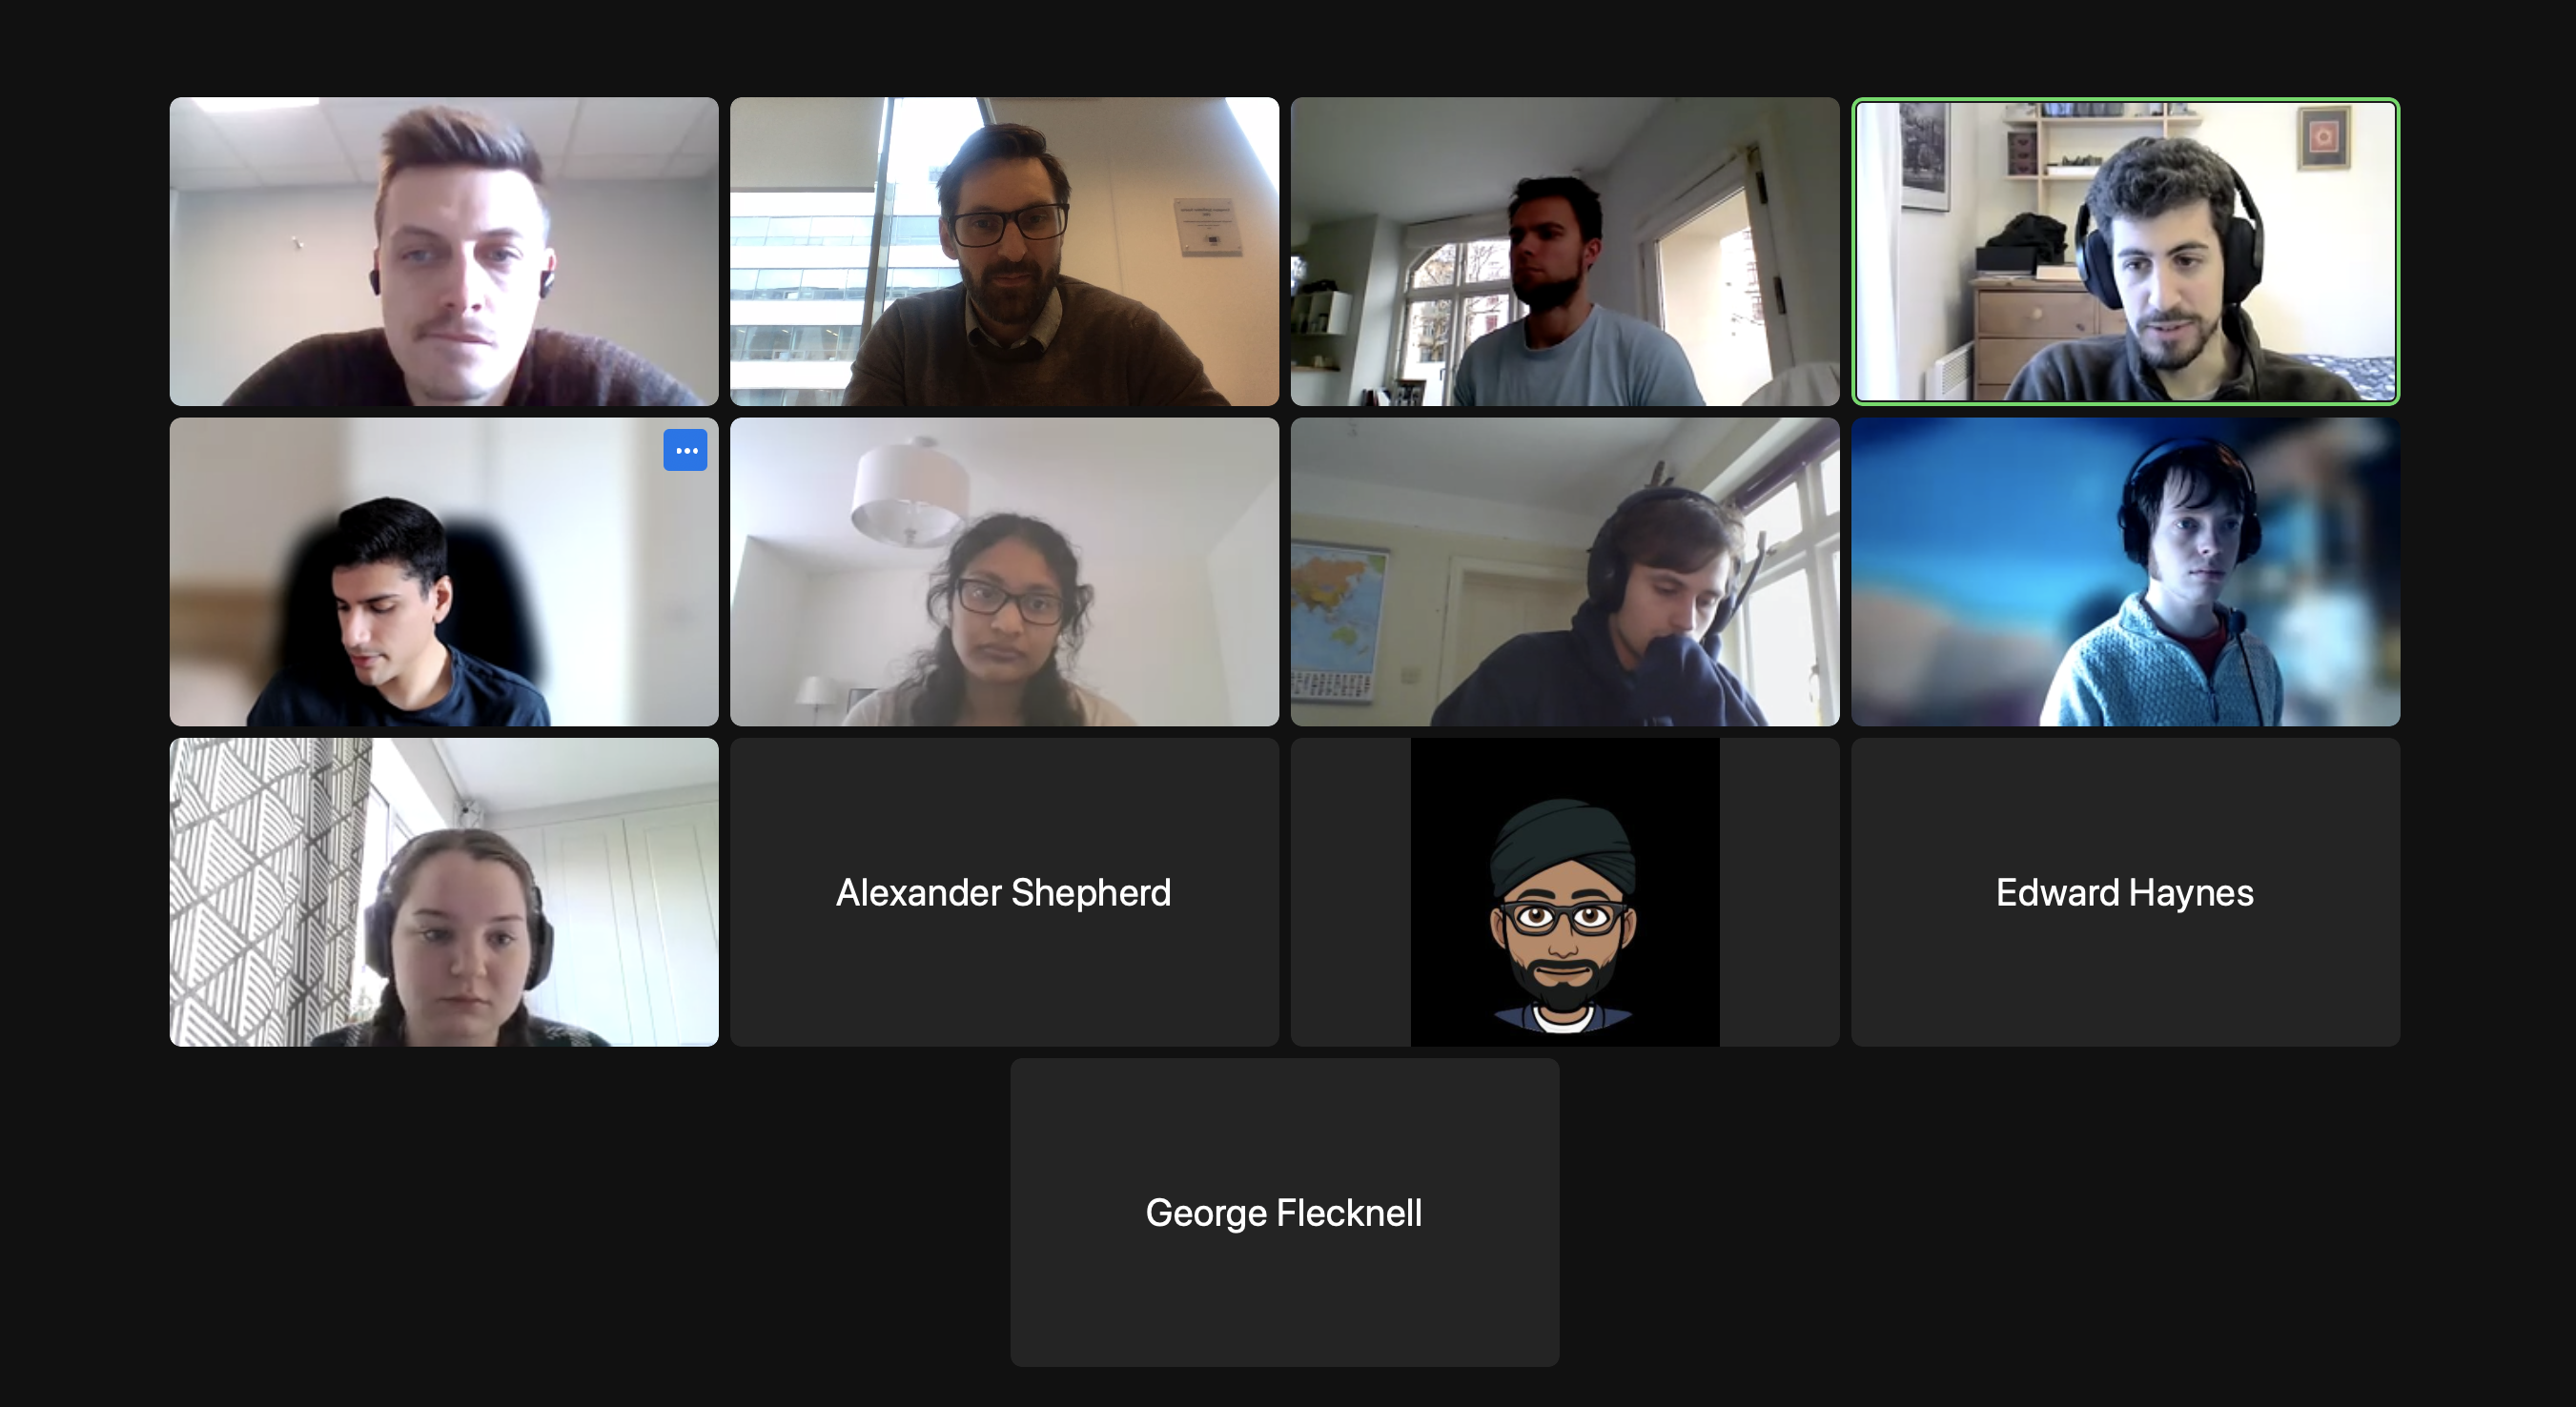 Alexander Shepherd
Edward Haynes
George Flecknell